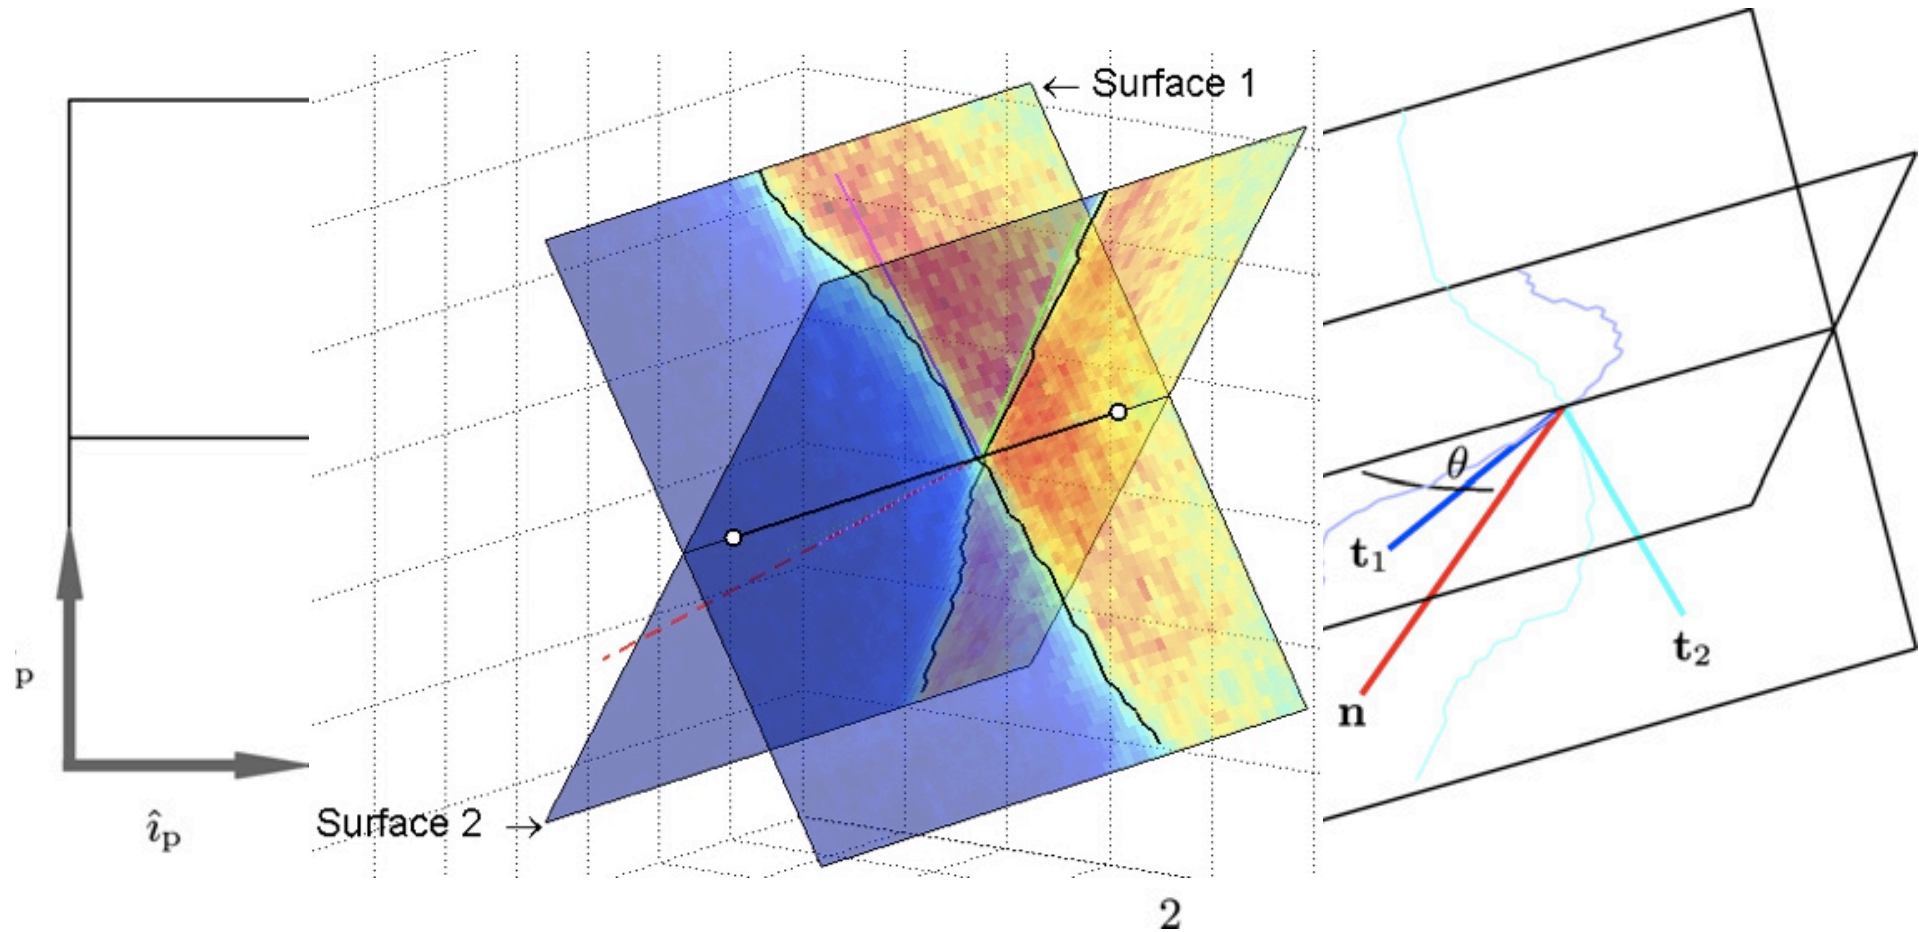 ← Surface 1
θ
t₁
t₂
p
n
Surface 2 →
î_p
2